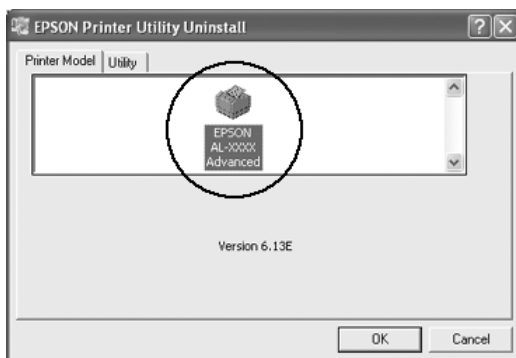 EPSON Printer Utility Uninstall
Printer Model
Utility
EPSON
AL-XXXX
Advanced
Version 6.13E
OK
Cancel